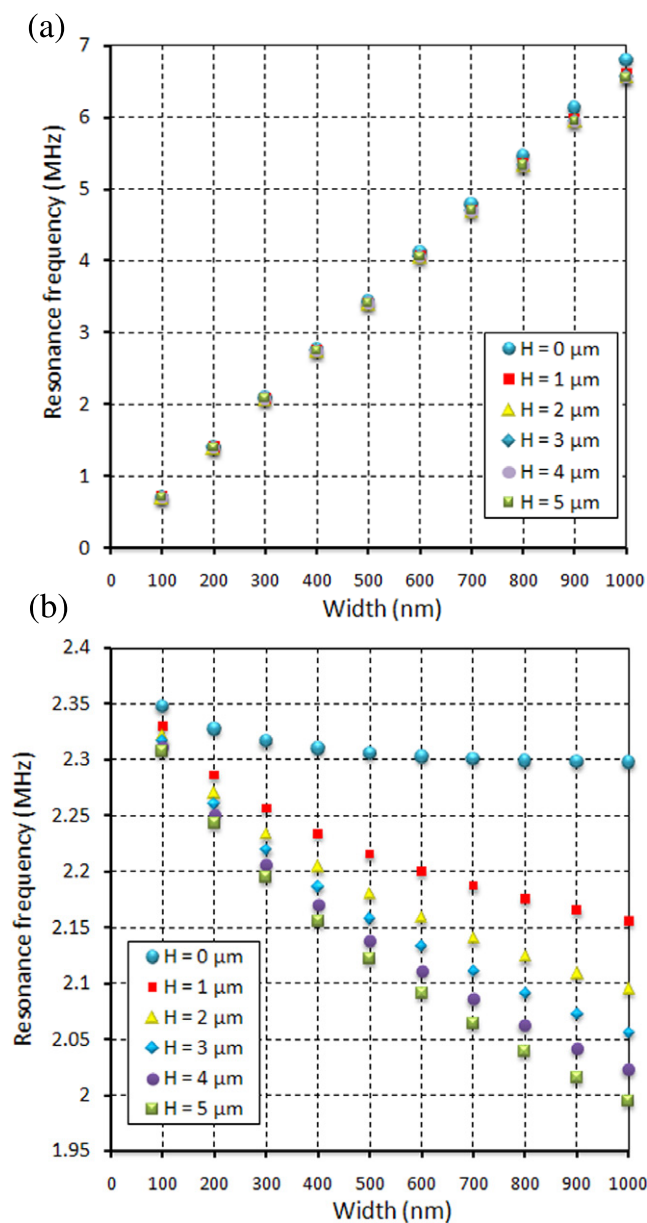 (a)
7
6
5
4
3
2
1
0
Resonance frequency (MHz)
H = 0 μm
H = 1 μm
H = 2 μm
H = 3 μm
H = 4 μm
H = 5 μm
0 100 200 300 400 500 600 700 800 900 1000
Width (nm)
(b)
2.4
2.35
2.3
2.25
2.2
2.15
2.1
2.05
2
1.95
Resonance frequency (MHz)
H = 0 μm
H = 1 μm
H = 2 μm
H = 3 μm
H = 4 μm
H = 5 μm
0 100 200 300 400 500 600 700 800 900 1000
Width (nm)